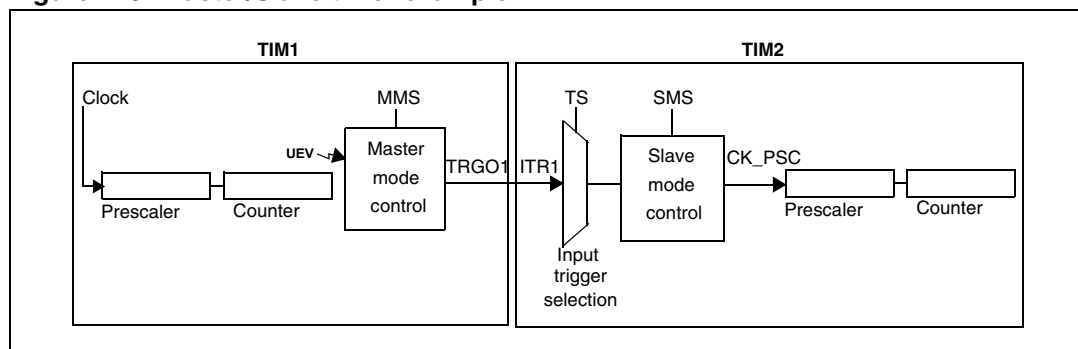 TIM1
TIM2
Clock
MMS
TS
SMS
UEV
Master
mode
control
TRGO1
ITR1
Slave
mode
control
CK_PSC
Prescaler
Counter
Prescaler
Counter
Input
trigger
selection